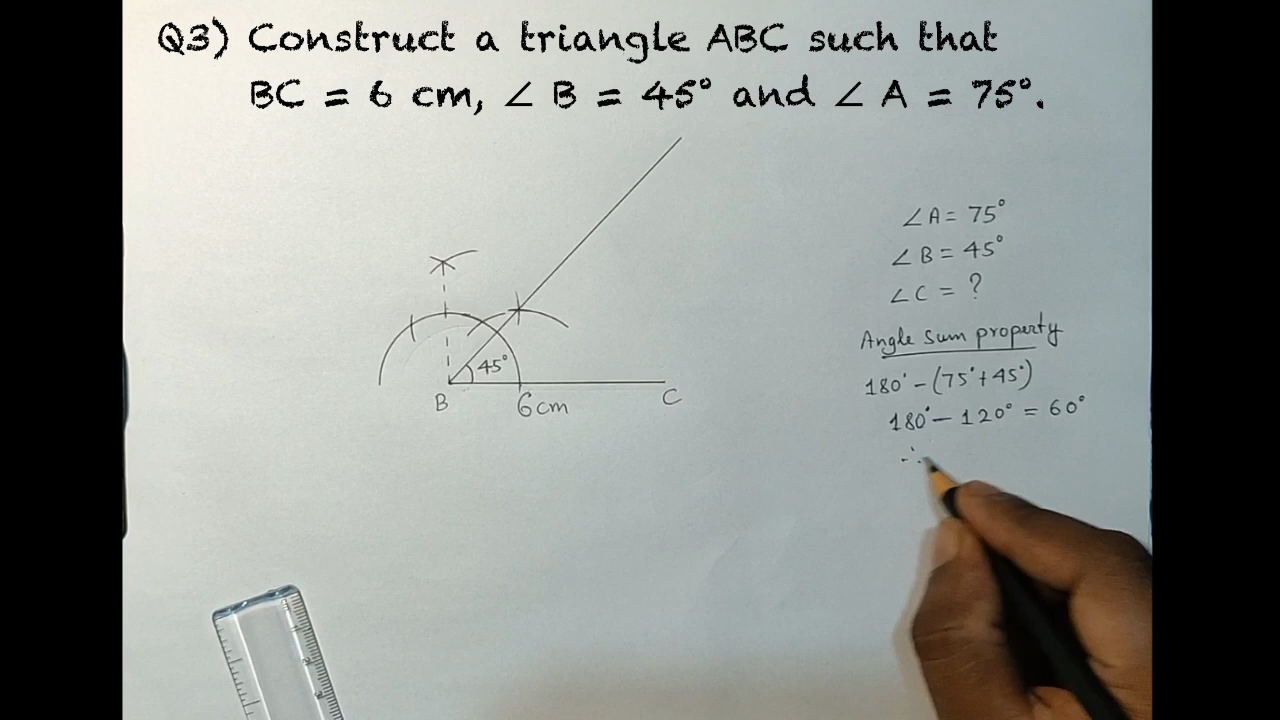 Q3) Construct a triangle ABC such that
BC = 6 cm, ∠ B = 45° and ∠ A = 75°.
∠A = 75°
∠B = 45°
∠C = ?
Angle sum property
180° - (75° + 45°)
180° - 120° = 60°
∴
45°
B 6cm C